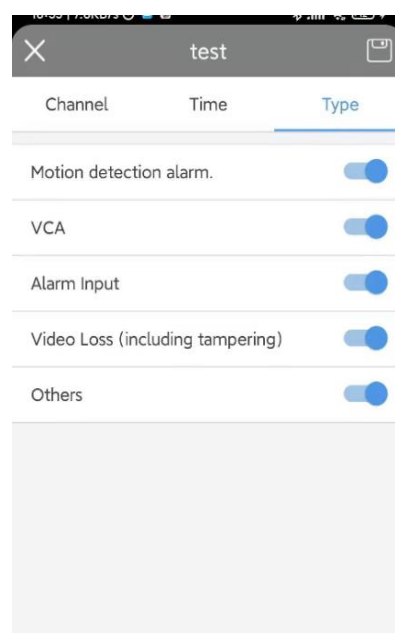 test
Channel Time Type
Motion detection alarm.
VCA
Alarm Input
Video Loss (including tampering)
Others